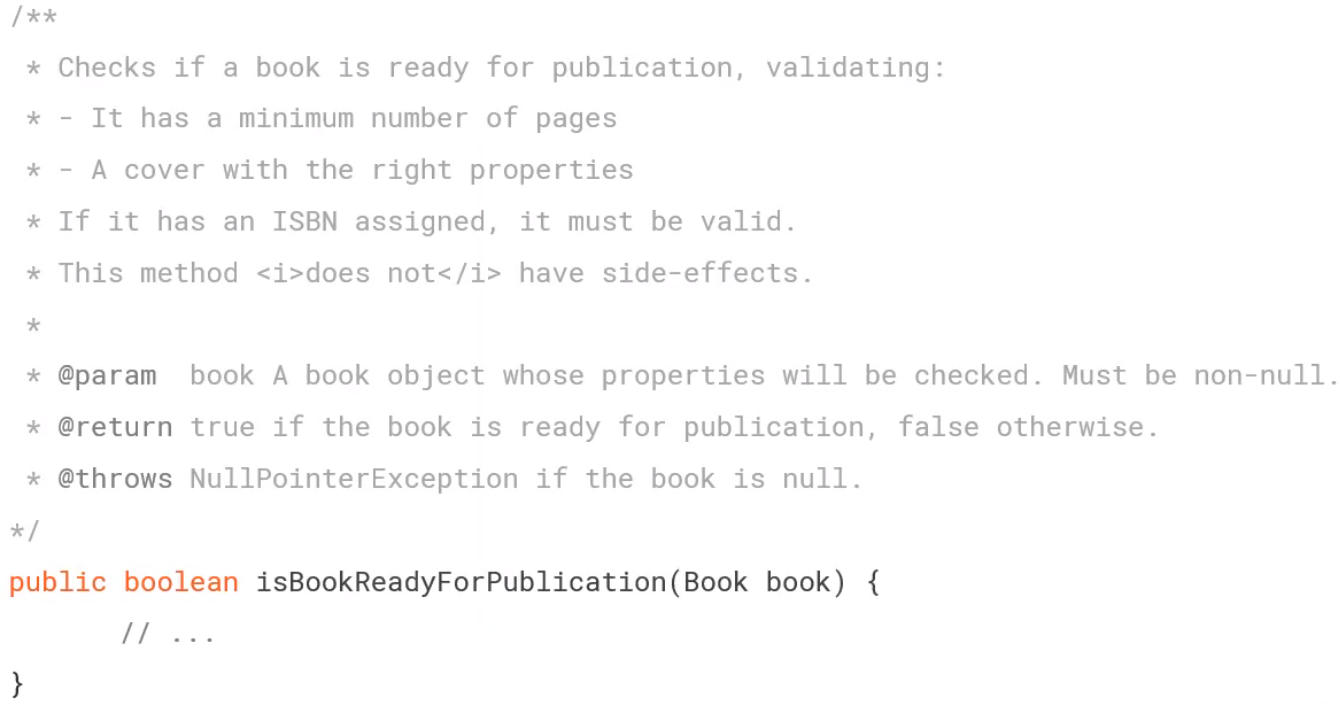 /**
 * Checks if a book is ready for publication, validating:
 * - It has a minimum number of pages
 * - A cover with the right properties
 * If it has an ISBN assigned, it must be valid.
 * This method <i>does not</i> have side-effects.
 *
 * @param  book A book object whose properties will be checked. Must be non-null.
 * @return true if the book is ready for publication, false otherwise.
 * @throws NullPointerException if the book is null.
*/
public boolean isBookReadyForPublication(Book book) {
       // ...
}